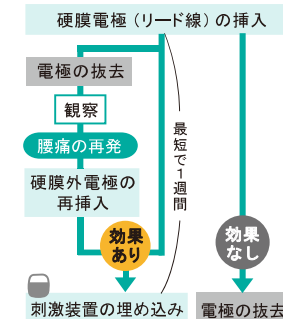 硬膜電極（リード線）の挿入
電極の抜去
観察
腰痛の再発
硬膜外電極の
再挿入
最短で1週間
効果
あり
効果
なし
刺激装置の埋め込み
電極の抜去